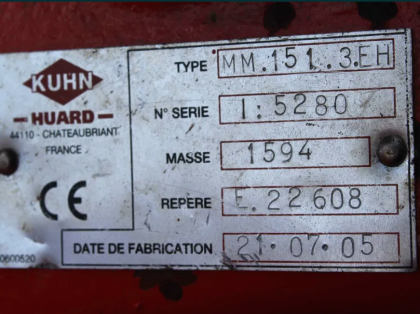 KUHN
HUARD
44110 - CHATEAUBRIANT
FRANCE
CE
TYPE MM.151.3.EH
N° SERIE I:5280
MASSE 1594
REPERE E.22608
DATE DE FABRICATION 21.07.05
0600520